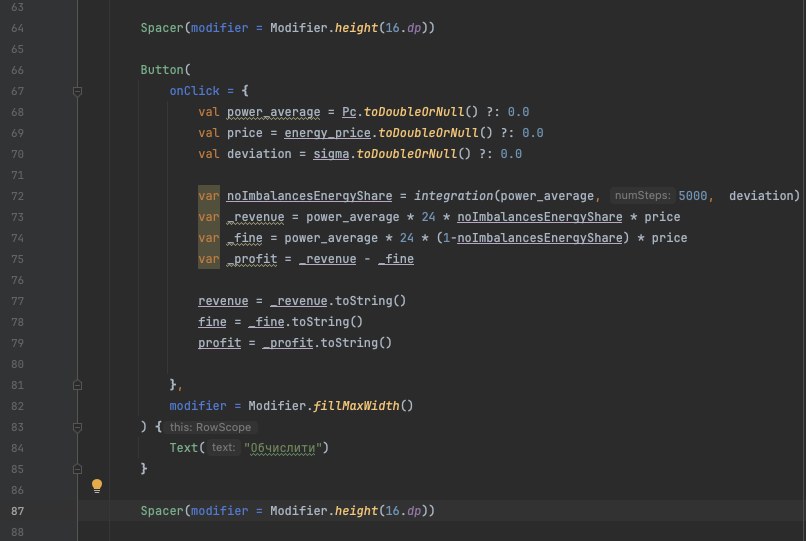 63
64 Spacer(modifier = Modifier.height(16.dp))
65
66 Button(
67 onClick = {
68 val power_average = Pc.toDoubleOrNull() ?: 0.0
69 val price = energy_price.toDoubleOrNull() ?: 0.0
70 val deviation = sigma.toDoubleOrNull() ?: 0.0
71
72 var noImbalancesEnergyShare = integration(power_average, numSteps: 5000, deviation)
73 var _revenue = power_average * 24 * noImbalancesEnergyShare * price
74 var _fine = power_average * 24 * (1-noImbalancesEnergyShare) * price
75 var _profit = _revenue - _fine
76
77 revenue = _revenue.toString()
78 fine = _fine.toString()
79 profit = _profit.toString()
80
81 },
82 modifier = Modifier.fillMaxWidth()
83 ) { this: RowScope
84 Text( text: "Обчислити")
85 }
86
87 Spacer(modifier = Modifier.height(16.dp))
88